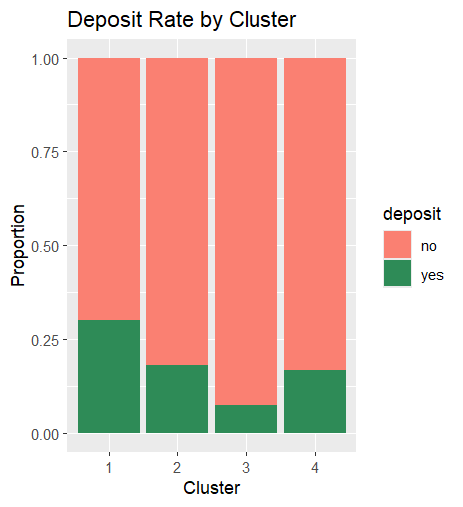 Deposit Rate by Cluster
1.00
0.75
0.50
0.25
0.00
Proportion
1 2 3 4
Cluster
deposit
no
yes